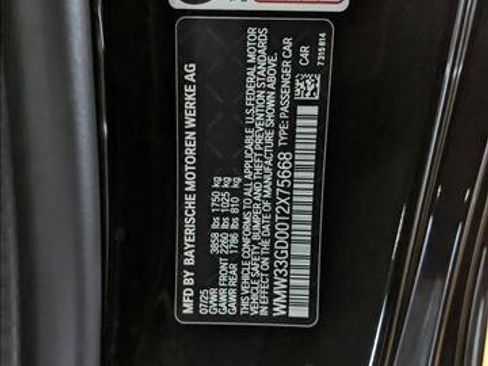 MFD BY BAYERISCHE MOTOREN WERKE AG
07/25
GVWR 3858 lbs 1750 kg
GAWR FRONT 2260 lbs 1025 kg
GAWR REAR 1786 lbs 810 kg
THIS VEHICLE CONFORMS TO ALL APPLICABLE U.S.FEDERAL MOTOR
VEHICLE SAFETY, BUMPER AND THEFT PREVENTION STANDARDS
IN EFFECT ON THE DATE OF MANUFACTURE SHOWN ABOVE.
WMW33GD00T2X75668 TYPE: PASSENGER CAR
C4R
7 315 814